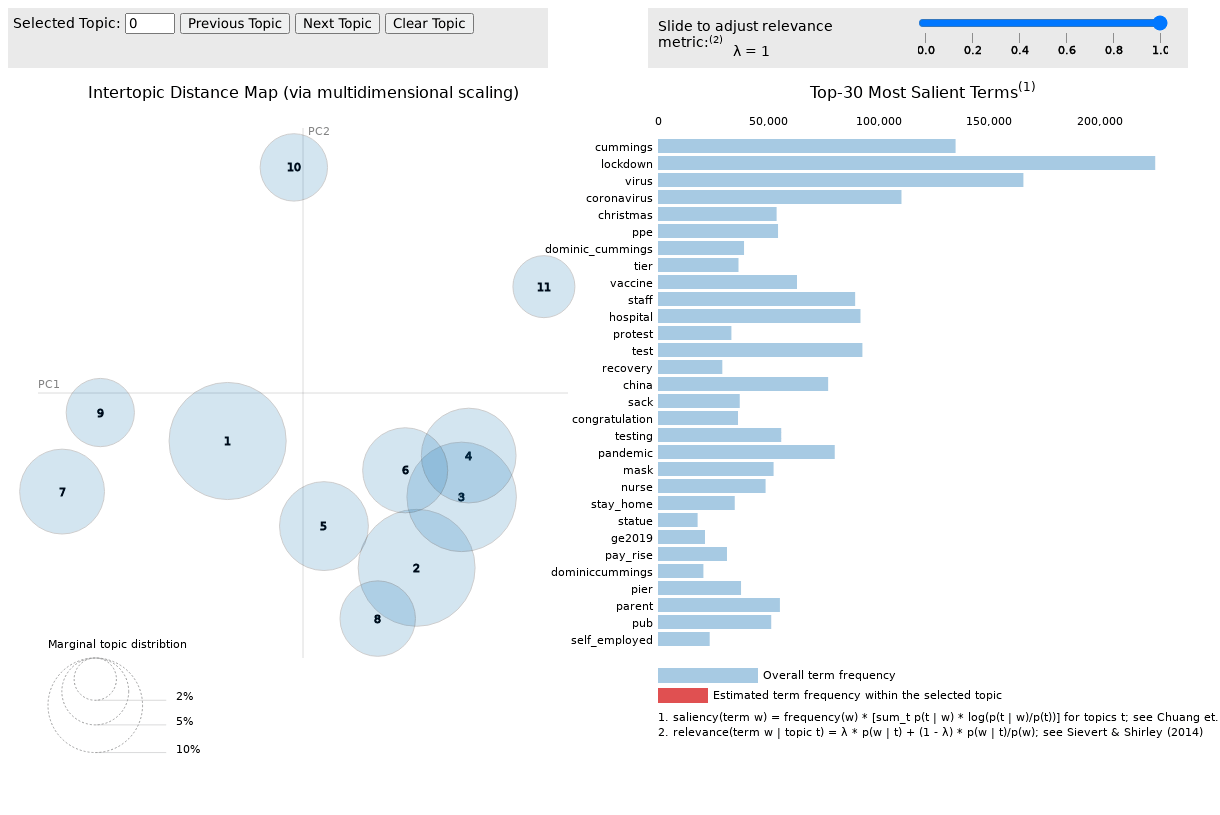 Selected Topic: 0 Previous Topic Next Topic Clear Topic
Slide to adjust relevance
metric:(2) λ = 1
0.0 0.2 0.4 0.6 0.8 1.0
Intertopic Distance Map (via multidimensional scaling)
PC2
PC1
10
11
9
1
7
6
4
3
5
2
8
Marginal topic distribtion
2%
5%
10%
Top-30 Most Salient Terms(1)
0 50,000 100,000 150,000 200,000
cummings
lockdown
virus
coronavirus
christmas
ppe
dominic_cummings
tier
vaccine
staff
hospital
protest
test
recovery
china
sack
congratulation
testing
pandemic
mask
nurse
stay_home
statue
ge2019
pay_rise
dominiccummings
pier
parent
pub
self_employed
Overall term frequency
Estimated term frequency within the selected topic
1. saliency(term w) = frequency(w) * [sum_t p(t | w) * log(p(t | w)/p(t))] for topics t; see Chuang et.
2. relevance(term w | topic t) = λ * p(w | t) + (1 - λ) * p(w | t)/p(w); see Sievert & Shirley (2014)